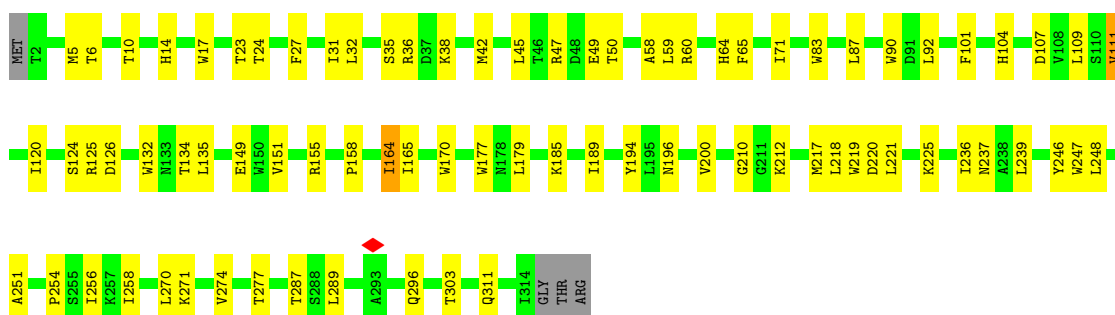 MET T2 M5 T6 T10 H14 W17 T23 T24 F27 I31 L32 S35 R36 D37 K38 M42 L45 T46 R47 D48 E49 T50 A58 L59 R60 H64 F65 I71 W83 L87 W90 D91 L92 F101 H104 D107 V108 L109 S110 V111
I120 S124 R125 D126 W132 N133 T134 L135 E149 W150 V151 R155 P158 I164 I165 W170 W177 N178 L179 K185 I189 Y194 L195 N196 V200 G210 G211 K212 M217 L218 W219 D220 L221 K225 I236 N237 A238 L239 Y246 W247 L248
A251 P254 S255 I256 K257 I258 L270 K271 V274 T277 T287 S288 L289 A293 Q296 T303 Q311 I314 GLY THR ARG